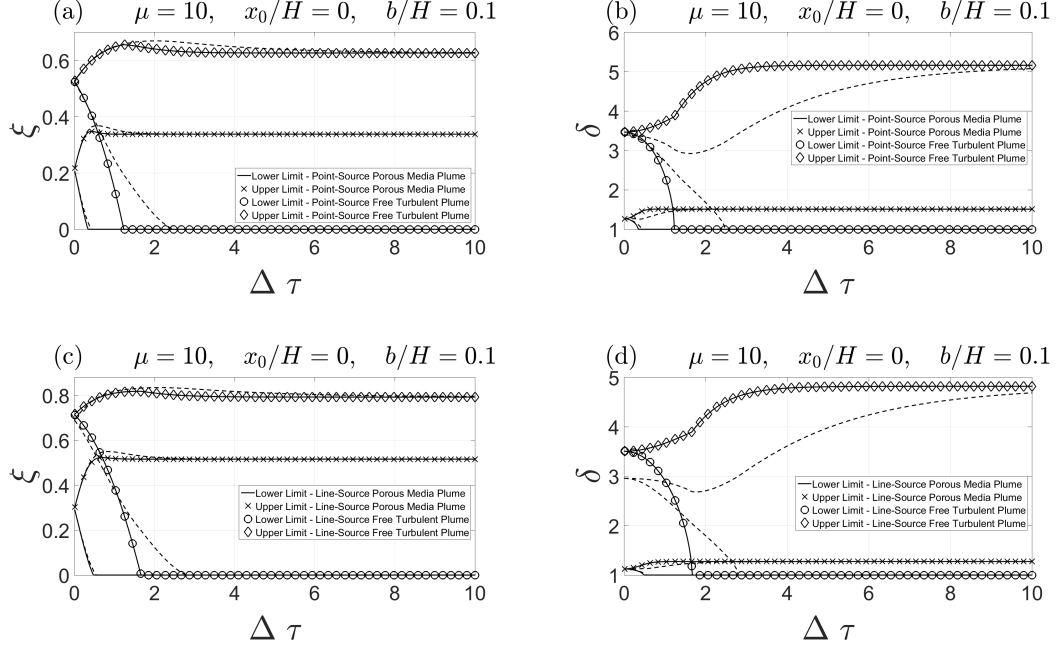 (a) μ = 10, x₀/H = 0, b/H = 0.1
ξ
0.6
0.4
0.2
0
Lower Limit - Point-Source Porous Media Plume
Upper Limit - Point-Source Porous Media Plume
Lower Limit - Point-Source Free Turbulent Plume
Upper Limit - Point-Source Free Turbulent Plume
0 2 4 6 8 10
Δ τ
(b) μ = 10, x₀/H = 0, b/H = 0.1
δ
6
5
4
3
2
1
Lower Limit - Point-Source Porous Media Plume
Upper Limit - Point-Source Porous Media Plume
Lower Limit - Point-Source Free Turbulent Plume
Upper Limit - Point-Source Free Turbulent Plume
0 2 4 6 8 10
Δ τ
(c) μ = 10, x₀/H = 0, b/H = 0.1
ξ
0.8
0.6
0.4
0.2
0
Lower Limit - Line-Source Porous Media Plume
Upper Limit - Line-Source Porous Media Plume
Lower Limit - Line-Source Free Turbulent Plume
Upper Limit - Line-Source Free Turbulent Plume
0 2 4 6 8 10
Δ τ
(d) μ = 10, x₀/H = 0, b/H = 0.1
δ
5
4
3
2
1
Lower Limit - Line-Source Porous Media Plume
Upper Limit - Line-Source Porous Media Plume
Lower Limit - Line-Source Free Turbulent Plume
Upper Limit - Line-Source Free Turbulent Plume
0 2 4 6 8 10
Δ τ